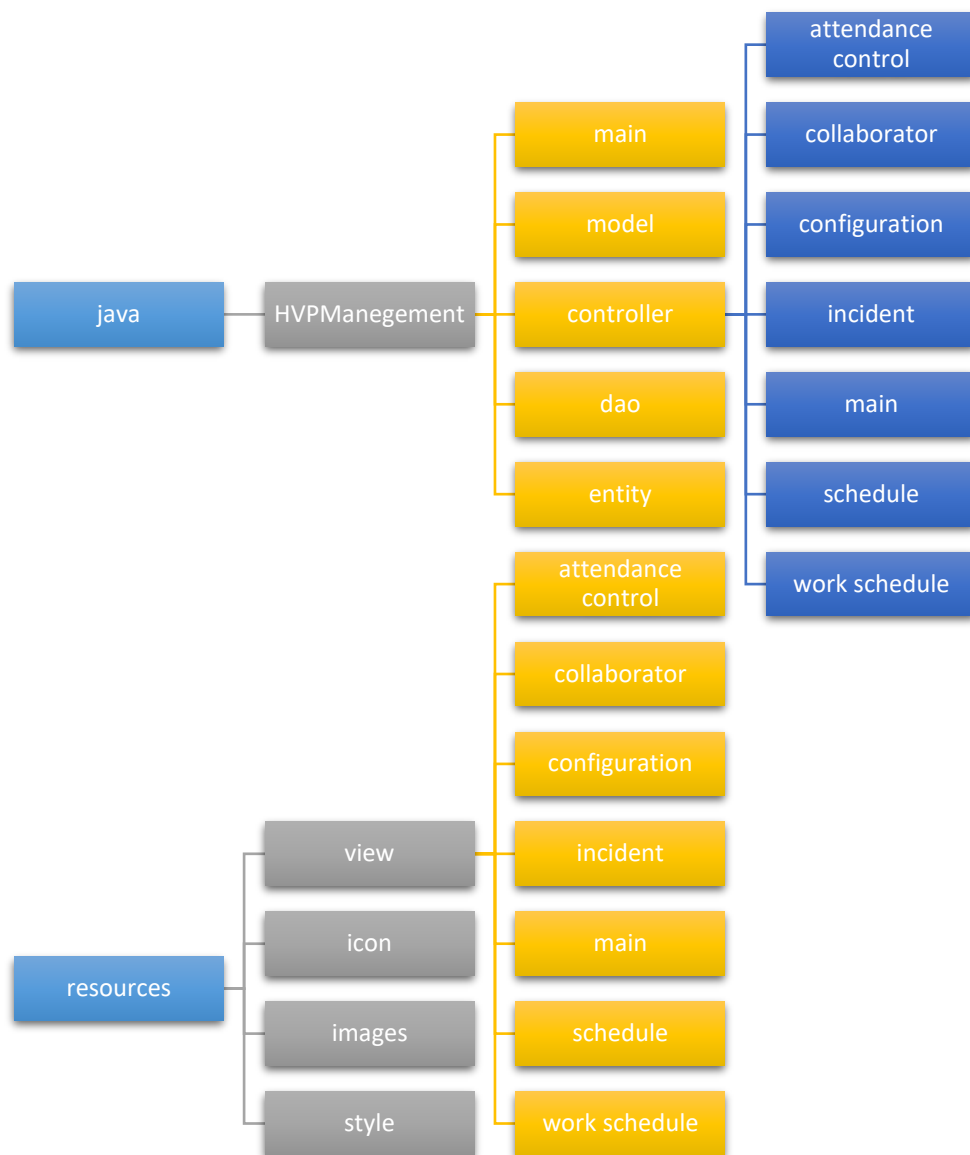 java
HVPManegement
main
model
controller
dao
entity
attendance
control
collaborator
configuration
incident
main
schedule
work schedule
resources
view
icon
images
style
attendance
control
collaborator
configuration
incident
main
schedule
work schedule